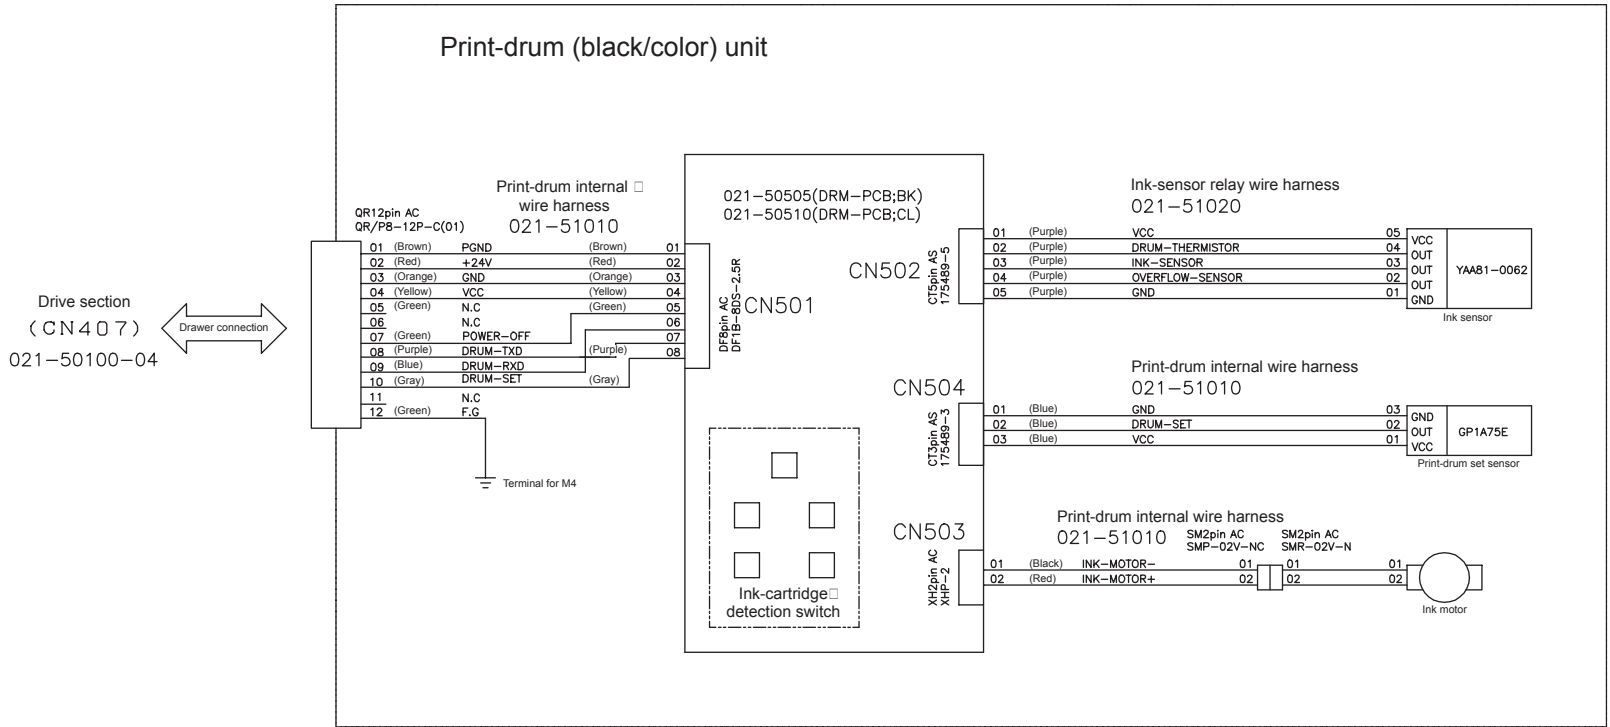 Print-drum (black/color) unit
Drive section
(CN407)
021-50100-04
Drawer connection
QR12pin AC
QR/P8-12P-C(01)
Print-drum internal
wire harness
021-51010
01 (Brown) PGND (Brown) 01
02 (Red) +24V (Red) 02
03 (Orange) GND (Orange) 03
04 (Yellow) VCC (Yellow) 04
05 (Green) N.C (Green) 05
06 N.C 06
07 (Green) POWER-OFF 07
08 (Purple) DRUM-TXD (Purple) 08
09 (Blue) DRUM-RXD
10 (Gray) DRUM-SET (Gray)
11 N.C
12 (Green) F.G
Terminal for M4
021-50505(DRM-PCB;BK)
021-50510(DRM-PCB;CL)
DF8pin AC
DF1B-8DS-2.5R
CN501
Ink-cartridge
detection switch
CN502
CT5pin AS
175489-5
Ink-sensor relay wire harness
021-51020
01 (Purple) VCC 05 VCC
02 (Purple) DRUM-THERMISTOR 04 OUT
03 (Purple) INK-SENSOR 03 OUT
04 (Purple) OVERFLOW-SENSOR 02 OUT
05 (Purple) GND 01 GND
YAA81-0062
Ink sensor
CN504
CT3pin AS
175489-3
Print-drum internal wire harness
021-51010
01 (Blue) GND 03 GND
02 (Blue) DRUM-SET 02 OUT
03 (Blue) VCC 01 VCC
GP1A75E
Print-drum set sensor
CN503
XH2pin AC
XHP-2
Print-drum internal wire harness
021-51010
SM2pin AC
SMP-02V-NC
SM2pin AC
SMR-02V-N
01 (Black) INK-MOTOR- 01 01 01
02 (Red) INK-MOTOR+ 02 02 02
Ink motor